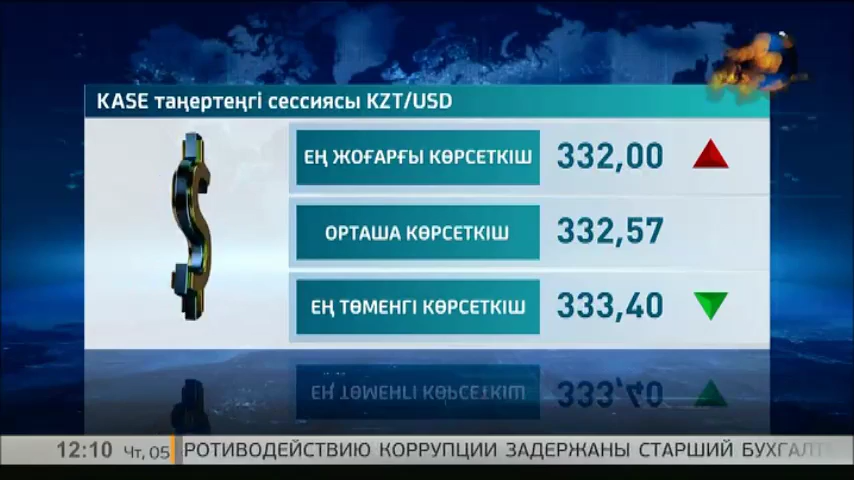 KASE таңертеңгі сессиясы KZT/USD
ЕҢ ЖОҒАРҒЫ КӨРСЕТКІШ 332,00
ОРТАША КӨРСЕТКІШ 332,57
ЕҢ ТӨМЕНГІ КӨРСЕТКІШ 333,40
12:10 Чт, 05 РОТИВОДЕЙСТВИЮ КОРРУПЦИИ ЗАДЕРЖАНЫ СТАРШИЙ БУХГАЛТ